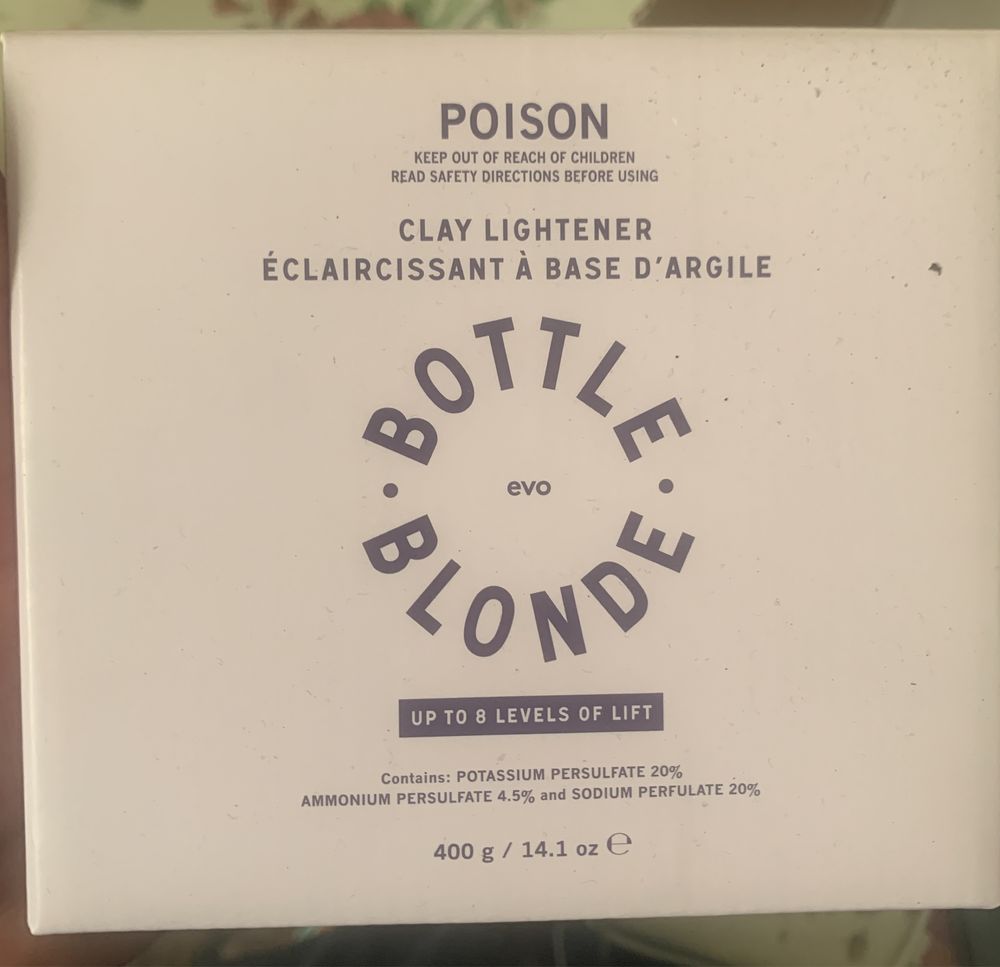 POISON
KEEP OUT OF REACH OF CHILDREN
READ SAFETY DIRECTIONS BEFORE USING
CLAY LIGHTENER
ÉCLAIRCISSANT À BASE D'ARGILE
BOTTLE
evo
BLONDE
UP TO 8 LEVELS OF LIFT
Contains: POTASSIUM PERSULFATE 20%
AMMONIUM PERSULFATE 4.5% and SODIUM PERFULATE 20%
400 g / 14.1 oz ℮